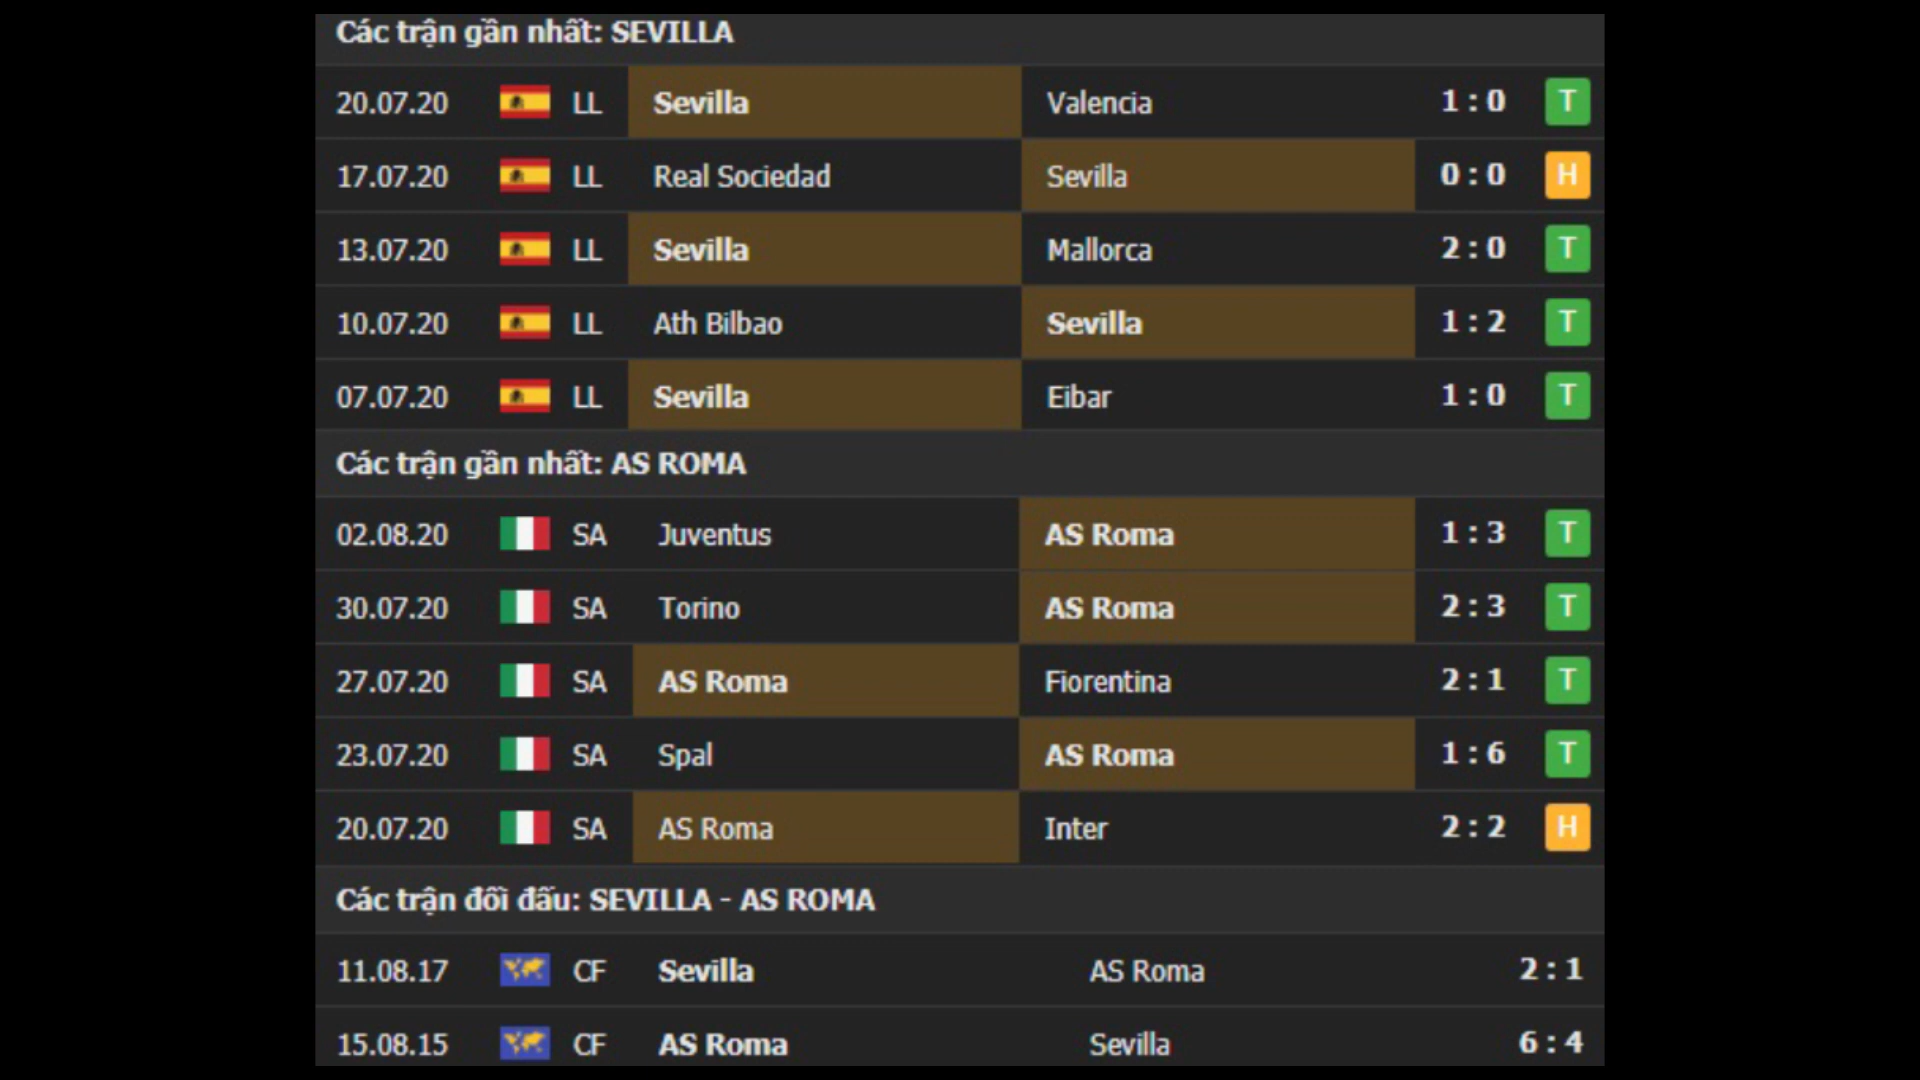 Các trận gần nhất: SEVILLA
20.07.20 LL Sevilla Valencia 1 : 0 T
17.07.20 LL Real Sociedad Sevilla 0 : 0 H
13.07.20 LL Sevilla Mallorca 2 : 0 T
10.07.20 LL Ath Bilbao Sevilla 1 : 2 T
07.07.20 LL Sevilla Eibar 1 : 0 T
Các trận gần nhất: AS ROMA
02.08.20 SA Juventus AS Roma 1 : 3 T
30.07.20 SA Torino AS Roma 2 : 3 T
27.07.20 SA AS Roma Fiorentina 2 : 1 T
23.07.20 SA Spal AS Roma 1 : 6 T
20.07.20 SA AS Roma Inter 2 : 2 H
Các trận đối đấu: SEVILLA - AS ROMA
11.08.17 CF Sevilla AS Roma 2 : 1
15.08.15 CF AS Roma Sevilla 6 : 4